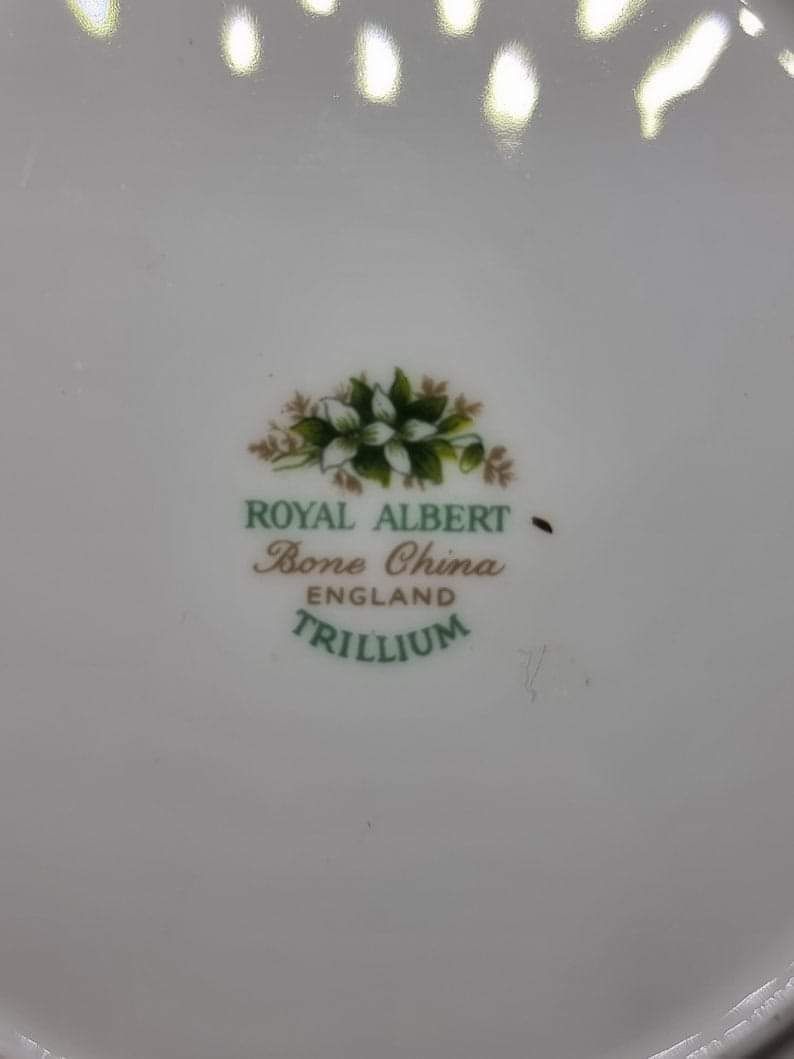 ROYAL ALBERT
Bone China
ENGLAND
TRILLIUM